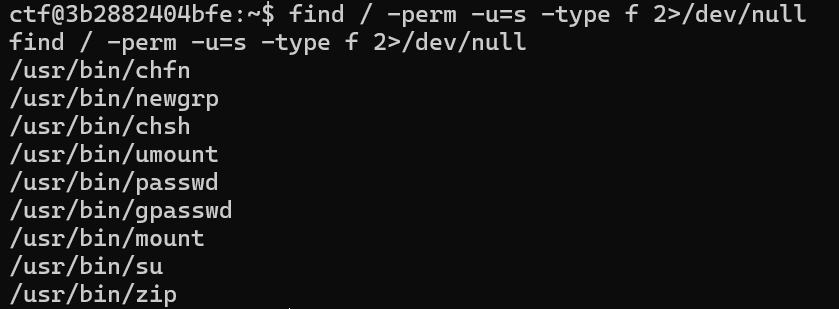 ctf@3b2882404bfe:~$ find / -perm -u=s -type f 2>/dev/null
find / -perm -u=s -type f 2>/dev/null
/usr/bin/chfn
/usr/bin/newgrp
/usr/bin/chsh
/usr/bin/umount
/usr/bin/passwd
/usr/bin/gpasswd
/usr/bin/mount
/usr/bin/su
/usr/bin/zip